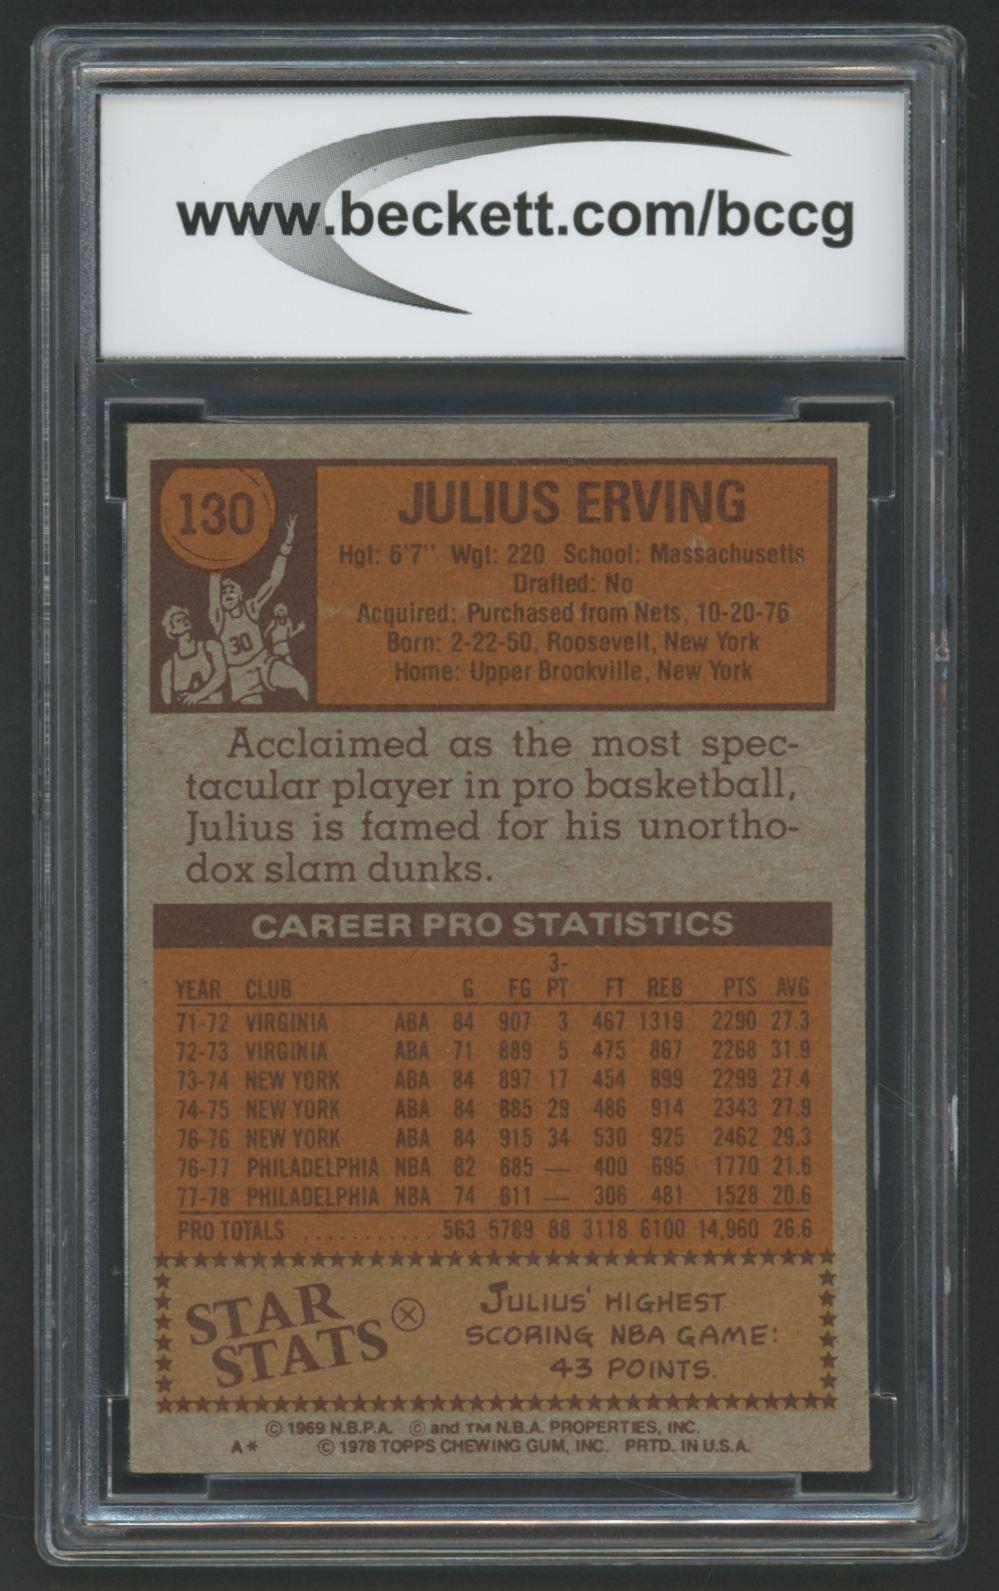 www.beckett.com/bccg
130
JULIUS ERVING
Hgt: 6'7" Wgt: 220 School: Massachusetts
Drafted: No
Acquired: Purchased from Nets, 10-20-76
Born: 2-22-50, Roosevelt, New York
Home: Upper Brookville, New York
30
Acclaimed as the most spec-
tacular player in pro basketball,
Julius is famed for his unortho-
dox slam dunks.
CAREER PRO STATISTICS
YEAR CLUB G FG 3-PT FT REB PTS AVG
71-72 VIRGINIA ABA 84 907 3 467 1319 2290 27.3
72-73 VIRGINIA ABA 71 889 5 475 867 2268 31.9
73-74 NEW YORK ABA 84 897 17 454 899 2299 27.4
74-75 NEW YORK ABA 84 885 29 486 914 2343 27.9
76-76 NEW YORK ABA 84 915 34 530 925 2462 29.3
76-77 PHILADELPHIA NBA 82 685 — 400 695 1770 21.6
77-78 PHILADELPHIA NBA 74 611 — 306 481 1528 20.6
PRO TOTALS ........... 563 5789 88 3118 6100 14,960 26.6
STAR
STATS
JULIUS' HIGHEST
SCORING NBA GAME:
43 POINTS.
© 1969 N.B.P.A. © and TM N.B.A. PROPERTIES, INC.
A* © 1978 TOPPS CHEWING GUM, INC. PRTD. IN U.S.A.